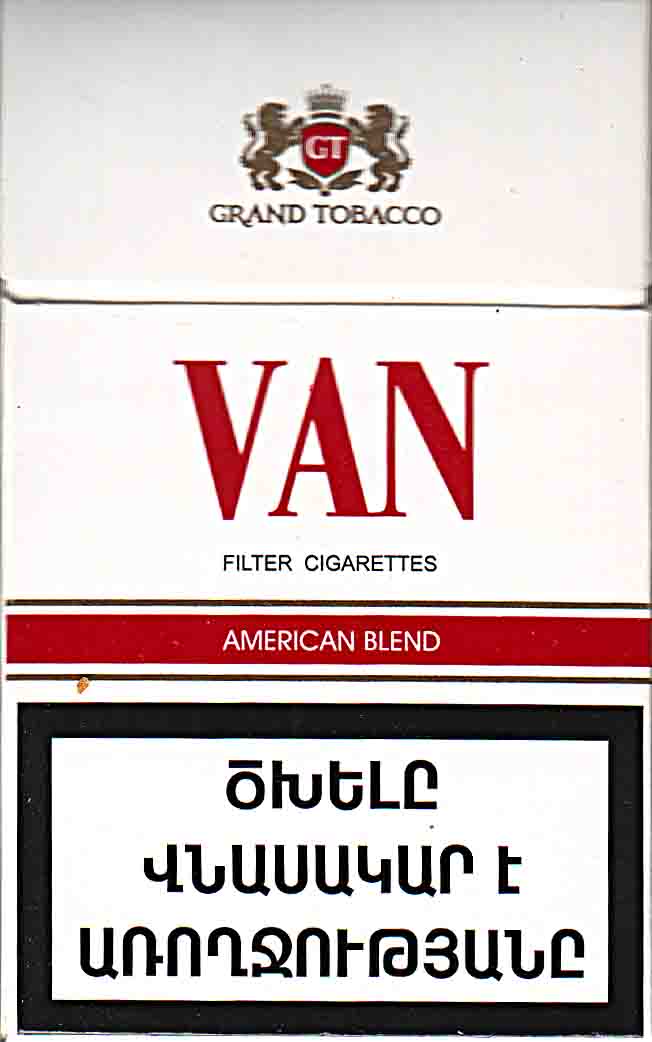 GT
GRAND TOBACCO
VAN
FILTER CIGARETTES
AMERICAN BLEND
ԾԽԵԼԸ
ՎՆԱՍԱԿԱՐ Է
ԱՌՈՂՋՈՒԹՅԱՆԸ